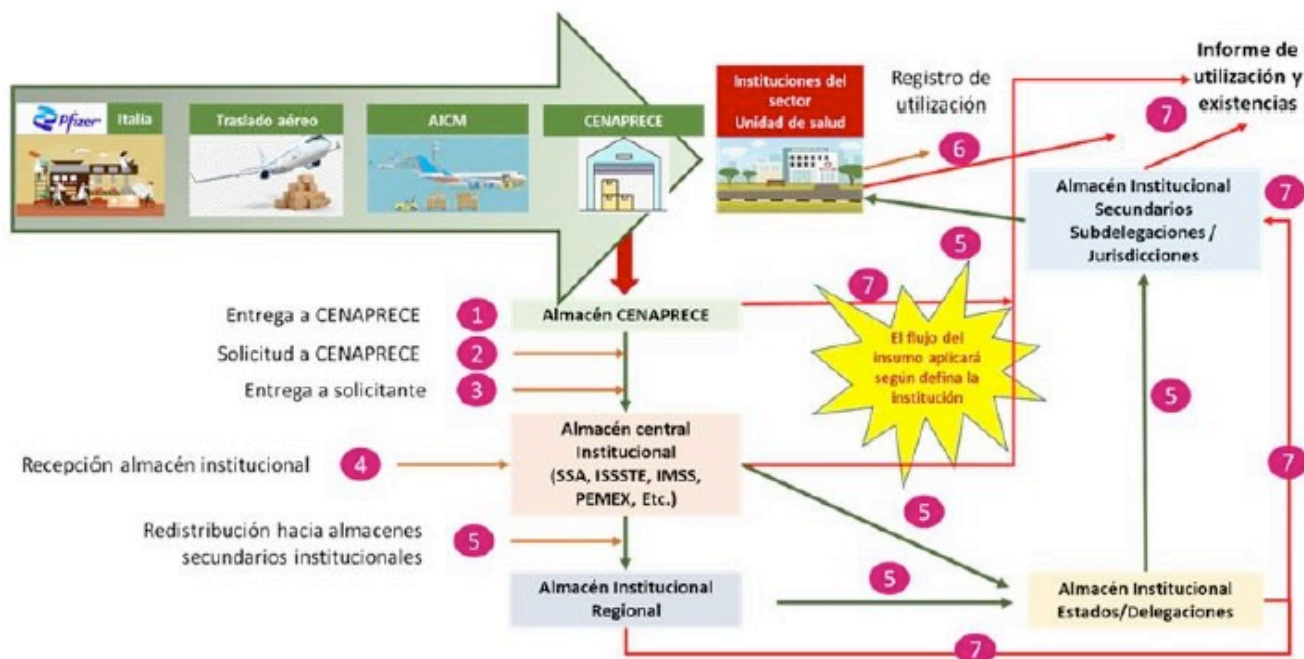 Pfizer Italia
Traslado aéreo
AICM
CENAPRECE
Instituciones del
sector
Unidad de salud
Registro de
utilización
6
Informe de
utilización y
existencias
7
Almacén Institucional
Secundarios
Subdelegaciones /
Jurisdicciones
7
5
Entrega a CENAPRECE
1
Almacén CENAPRECE
7
Solicitud a CENAPRECE
2
Entrega a solicitante
3
El flujo del
insumo aplicará
según defina la
institución
5
Recepción almacén institucional
4
Almacén central
Institucional
(SSA, ISSSTE, IMSS,
PEMEX, Etc.)
7
5
Redistribución hacia almacenes
secundarios institucionales
5
Almacén Institucional
Regional
5
Almacén Institucional
Estados/Delegaciones
7